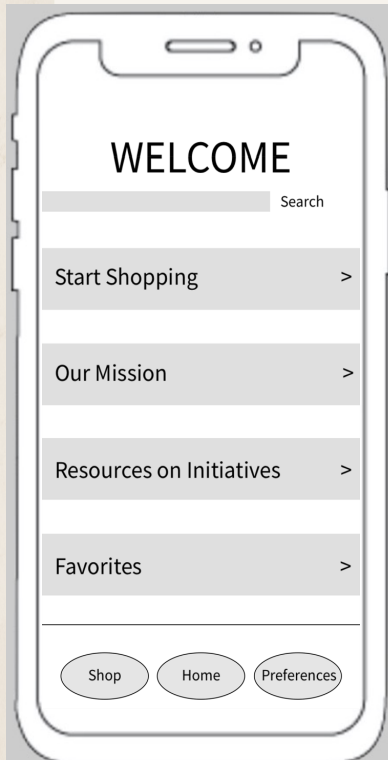 WELCOME
Search
Start Shopping >
Our Mission >
Resources on Initiatives >
Favorites >
Shop Home Preferences